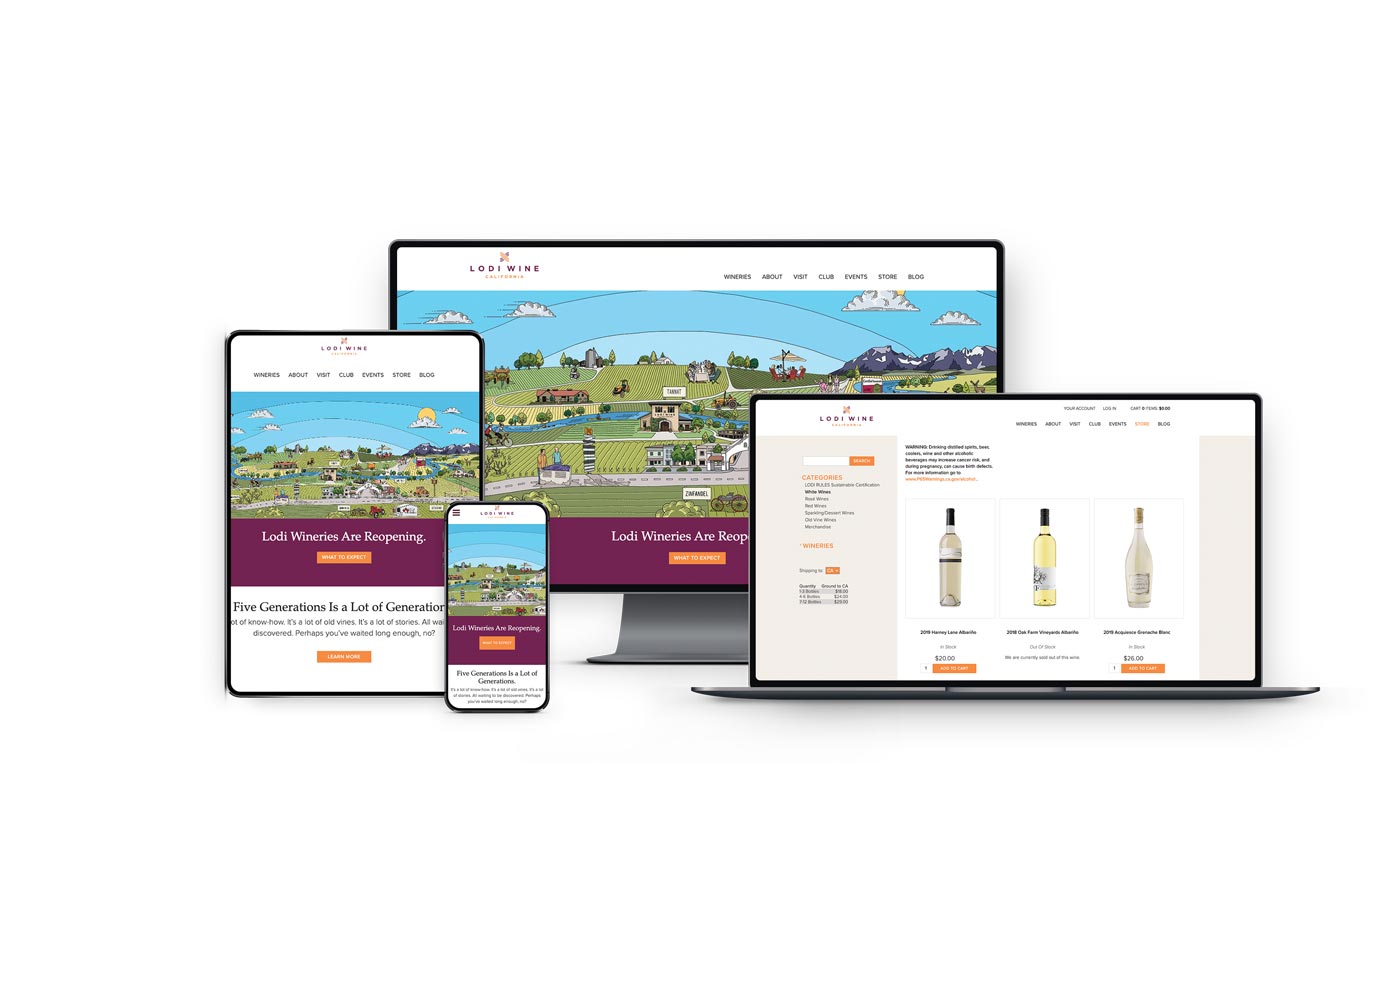 LODI WINE
CALIFORNIA
WINERIES ABOUT VISIT CLUB EVENTS STORE BLOG
TANNAT
LODI WINE
ZINFANDEL
Lodi Wineries Are Reop
WHAT TO EXPECT
LODI WINE
CALIFORNIA
WINERIES ABOUT VISIT CLUB EVENTS STORE BLOG
Lodi Wineries Are Reopening.
WHAT TO EXPECT
Five Generations Is a Lot of Generation
ot of know-how. It's a lot of old vines. It's a lot of stories. All wai
discovered. Perhaps you've waited long enough, no?
LEARN MORE
LODI WINE
CALIFORNIA
Lodi Wineries Are Reopening.
WHAT TO EXPECT
Five Generations Is a Lot of
Generations.
It's a lot of know-how. It's a lot of old vines. It's a lot
of stories. All waiting to be discovered. Perhaps
you've waited long enough, no?
LODI WINE
CALIFORNIA
YOUR ACCOUNT LOG IN CART 0 ITEMS: $0.00
WINERIES ABOUT VISIT CLUB EVENTS STORE BLOG
SEARCH
CATEGORIES
LODI RULES Sustainable Certification
White Wines
Rosé Wines
Red Wines
Sparkling/Dessert Wines
Old Vine Wines
Merchandise
WINERIES
Shipping to: CA
Quantity Ground to CA
1-3 Bottles $18.00
4-6 Bottles $24.00
7-12 Bottles $29.00
WARNING: Drinking distilled spirits, beer,
coolers, wine and other alcoholic
beverages may increase cancer risk, and,
during pregnancy, can cause birth defects.
For more information go to
www.P65Warnings.ca.gov/alcohol.
2019 Harney Lane Albariño
In Stock
$20.00
1 ADD TO CART
2018 Oak Farm Vineyards Albariño
Out Of Stock
We are currently sold out of this wine.
2019 Acquiesce Grenache Blanc
In Stock
$26.00
1 ADD TO CART